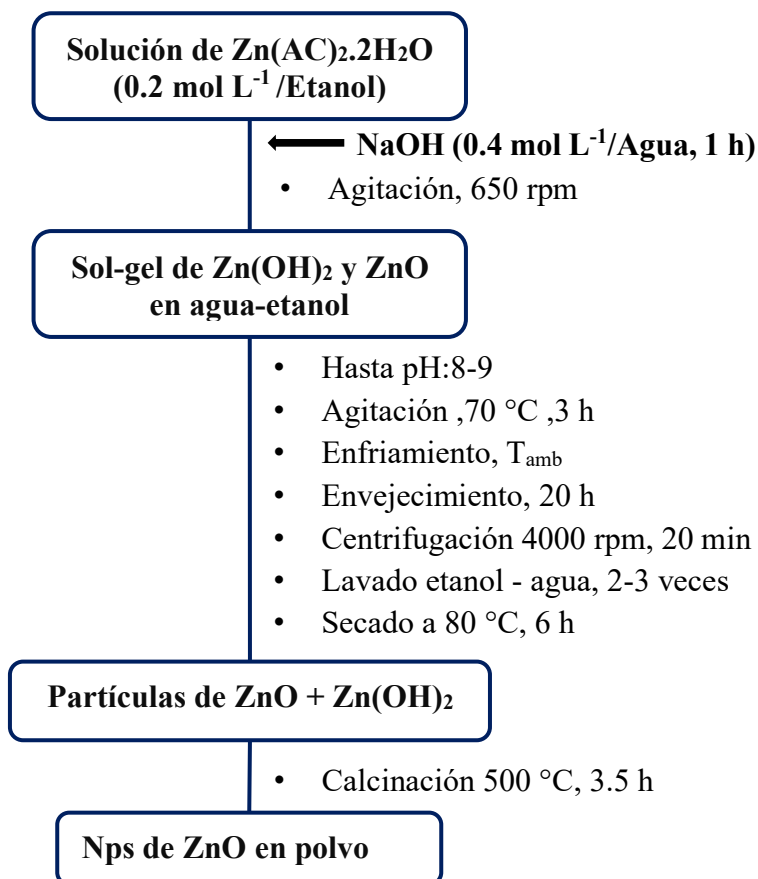 Solución de Zn(AC)₂.2H₂O
(0.2 mol L⁻¹ /Etanol)
NaOH (0.4 mol L⁻¹/Agua, 1 h)
• Agitación, 650 rpm
Sol-gel de Zn(OH)₂ y ZnO
en agua-etanol
• Hasta pH:8-9
• Agitación ,70 °C ,3 h
• Enfriamiento, Tₐₘb
• Envejecimiento, 20 h
• Centrifugación 4000 rpm, 20 min
• Lavado etanol - agua, 2-3 veces
• Secado a 80 °C, 6 h
Partículas de ZnO + Zn(OH)₂
• Calcinación 500 °C, 3.5 h
Nps de ZnO en polvo